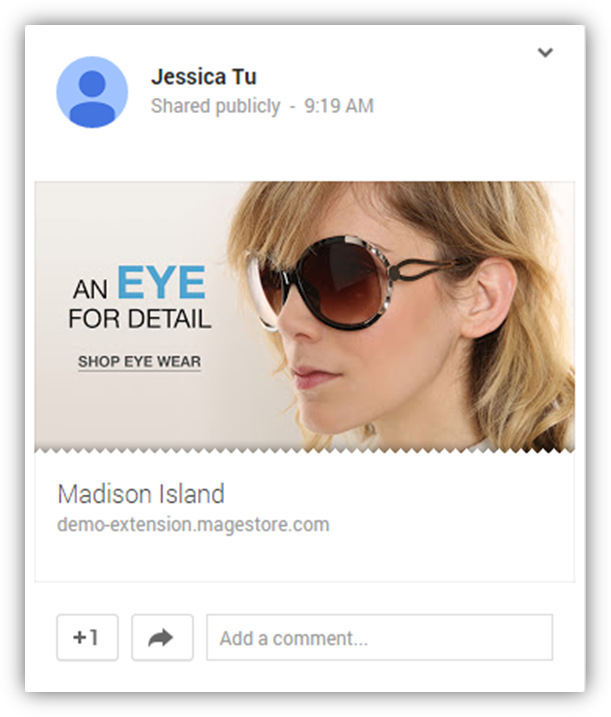 Jessica Tu
Shared publicly - 9:19 AM
AN EYE
FOR DETAIL
SHOP EYE WEAR
Madison Island
demo-extension.magestore.com
+1
Add a comment...